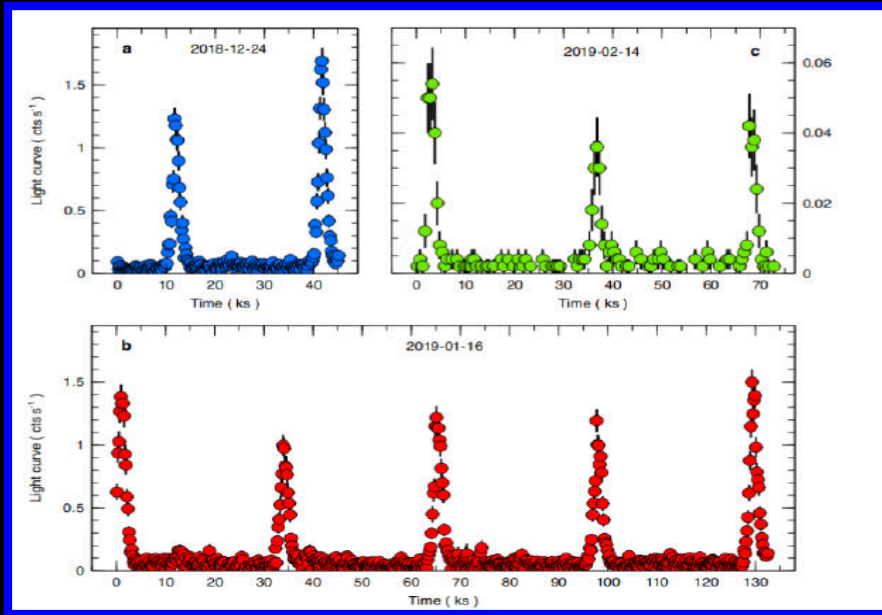 a 2018-12-24
Light curve ( cts s⁻¹ )
1.5
1
0.5
0
0 10 20 30 40
Time ( ks )
2019-02-14 c
0.06
0.04
0.02
0
0 10 20 30 40 50 60 70
Time ( ks )
b 2019-01-16
Light curve ( cts s⁻¹ )
1.5
1
0.5
0
0 10 20 30 40 50 60 70 80 90 100 110 120 130
Time ( ks )